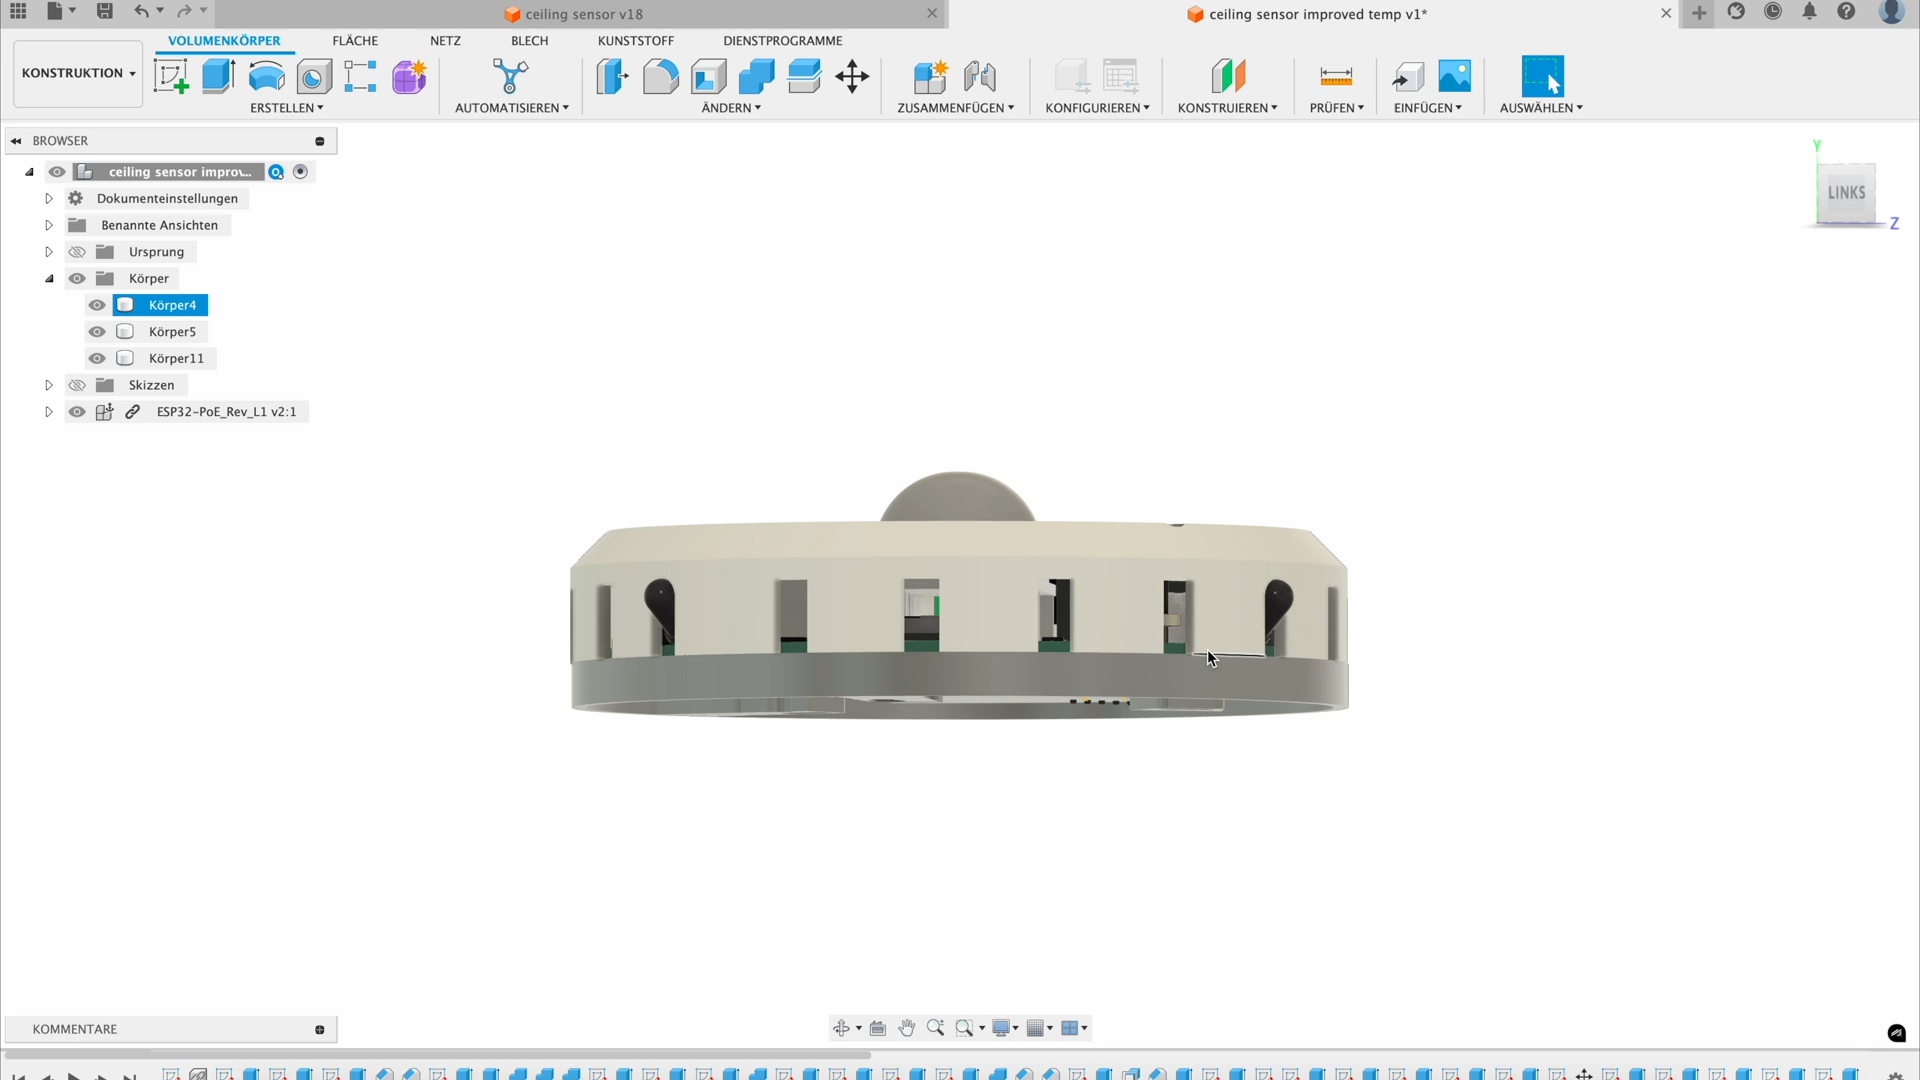 ceiling sensor v18
ceiling sensor improved temp v1*
VOLUMENKÖRPER
FLÄCHE
NETZ
BLECH
KUNSTSTOFF
DIENSTPROGRAMME
KONSTRUKTION
ERSTELLEN
AUTOMATISIEREN
ÄNDERN
ZUSAMMENFÜGEN
KONFIGURIEREN
KONSTRUIEREN
PRÜFEN
EINFÜGEN
AUSWÄHLEN
BROWSER
ceiling sensor improv...
Dokumenteinstellungen
Benannte Ansichten
Ursprung
Körper
Körper4
Körper5
Körper11
Skizzen
ESP32-PoE_Rev_L1 v2:1
Y
LINKS
Z
KOMMENTARE